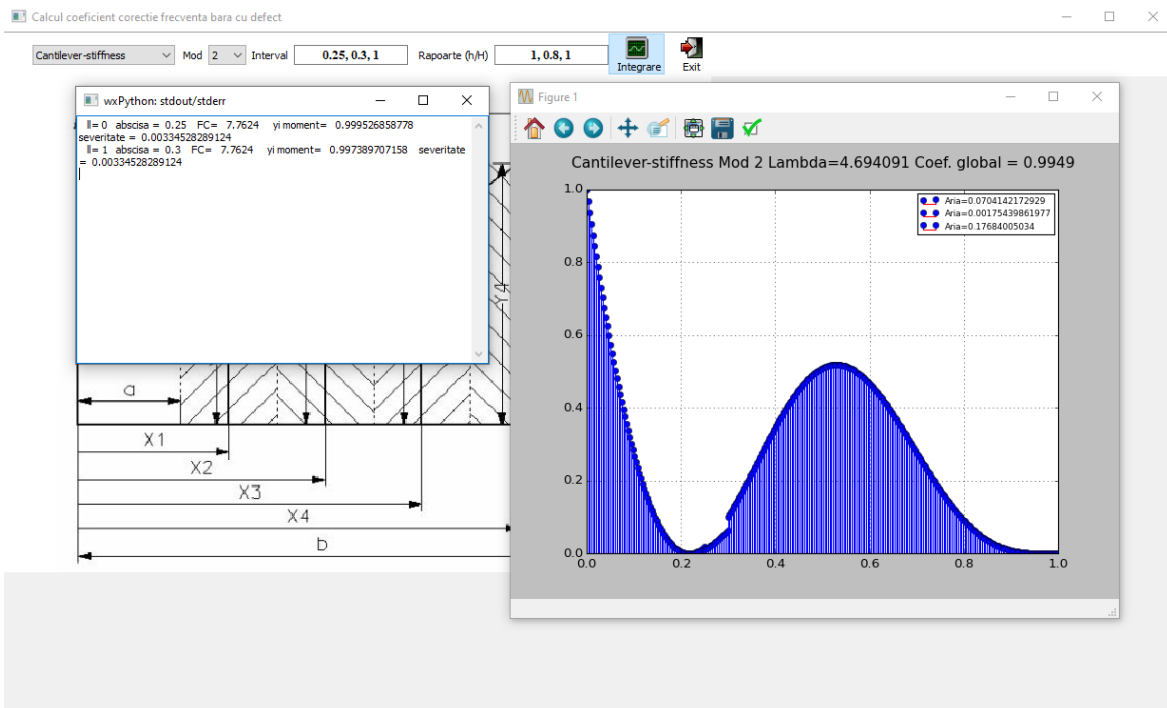 Calcul coeficient corectie frecventa bara cu defect
Cantilever-stiffness Mod 2 Interval 0.25, 0.3, 1 Rapoarte (h/H) 1, 0.8, 1 Integrare Exit
wxPython: stdout/stderr
II= 0 abscisa = 0.25 FC= 7.7624 yi moment= 0.999526858778
severitate = 0.00334528289124
II= 1 abscisa = 0.3 FC= 7.7624 yi moment= 0.997389707158 severitate
= 0.00334528289124
Figure 1
Cantilever-stiffness Mod 2 Lambda=4.694091 Coef. global = 0.9949
Aria=0.0704142172929
Aria=0.00175439861977
Aria=0.17684005034
1.0
0.8
0.6
0.4
0.2
0.0
0.0 0.2 0.4 0.6 0.8 1.0
a
X1
X2
X3
X4
b